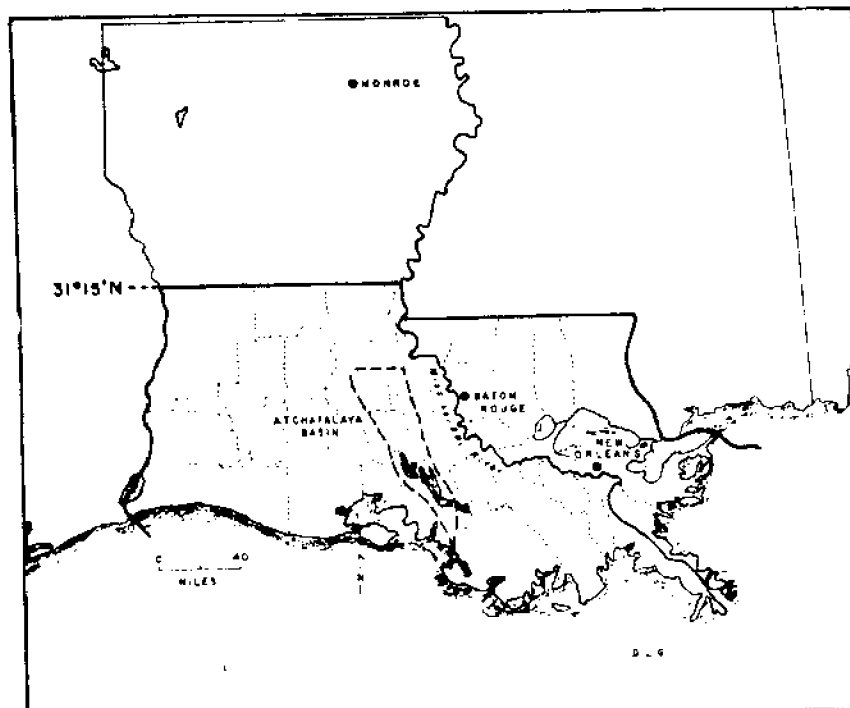 MONROE
31°15'N
BATON
ROUGE
ATCHAFALAYA
BASIN
NEW
ORLEANS
40
MILES